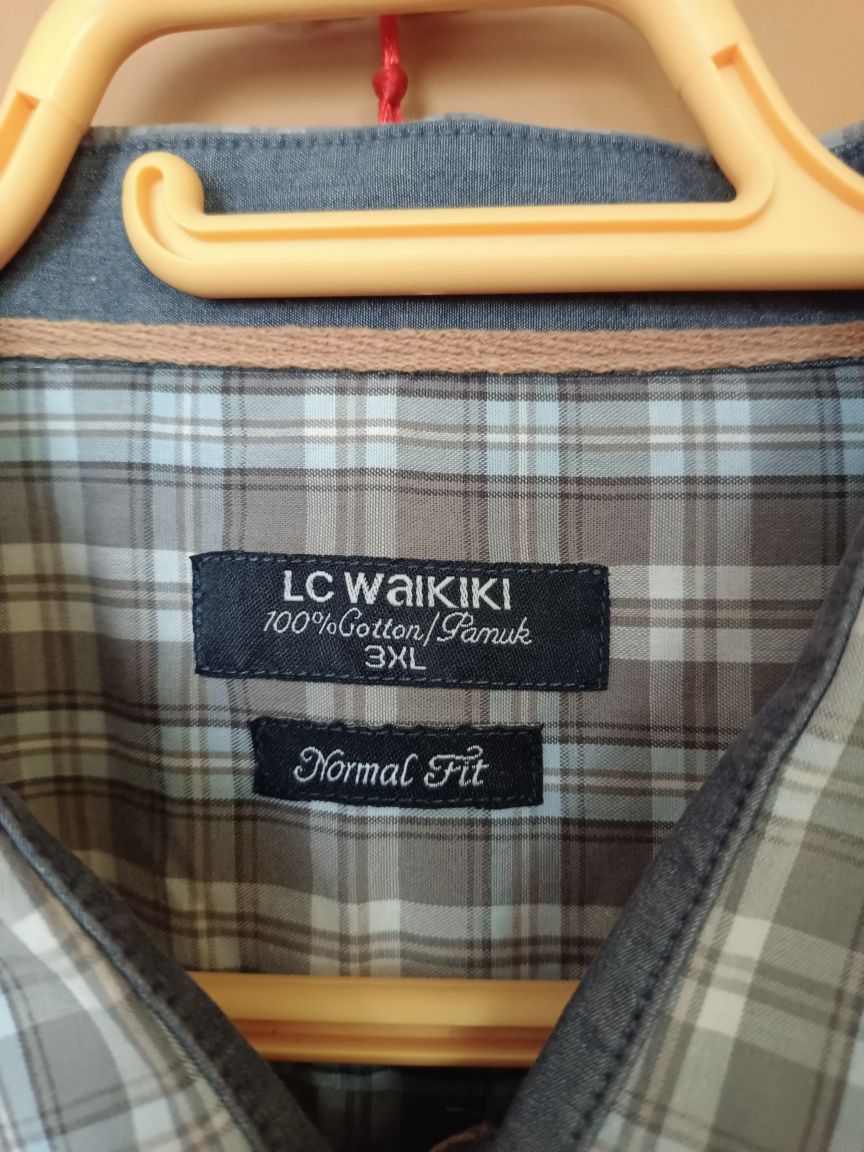 LC WAIKIKI
100%Cotton/Pamuk
3XL
Normal Fit